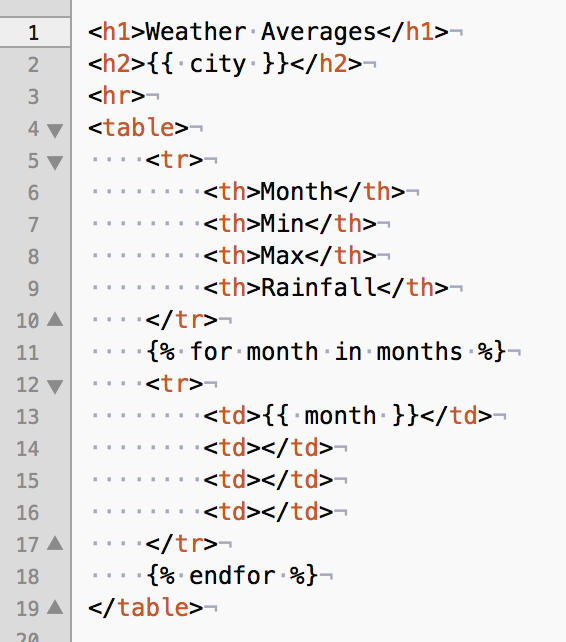 1 <h1>Weather Averages</h1>¬
2 <h2>{{ city }}</h2>¬
3 <hr>¬
4 <table>¬
5     <tr>¬
6         <th>Month</th>¬
7         <th>Min</th>¬
8         <th>Max</th>¬
9         <th>Rainfall</th>¬
10     </tr>¬
11     {% for month in months %}¬
12     <tr>¬
13         <td>{{ month }}</td>¬
14         <td></td>¬
15         <td></td>¬
16         <td></td>¬
17     </tr>¬
18     {% endfor %}¬
19 </table>¬
20